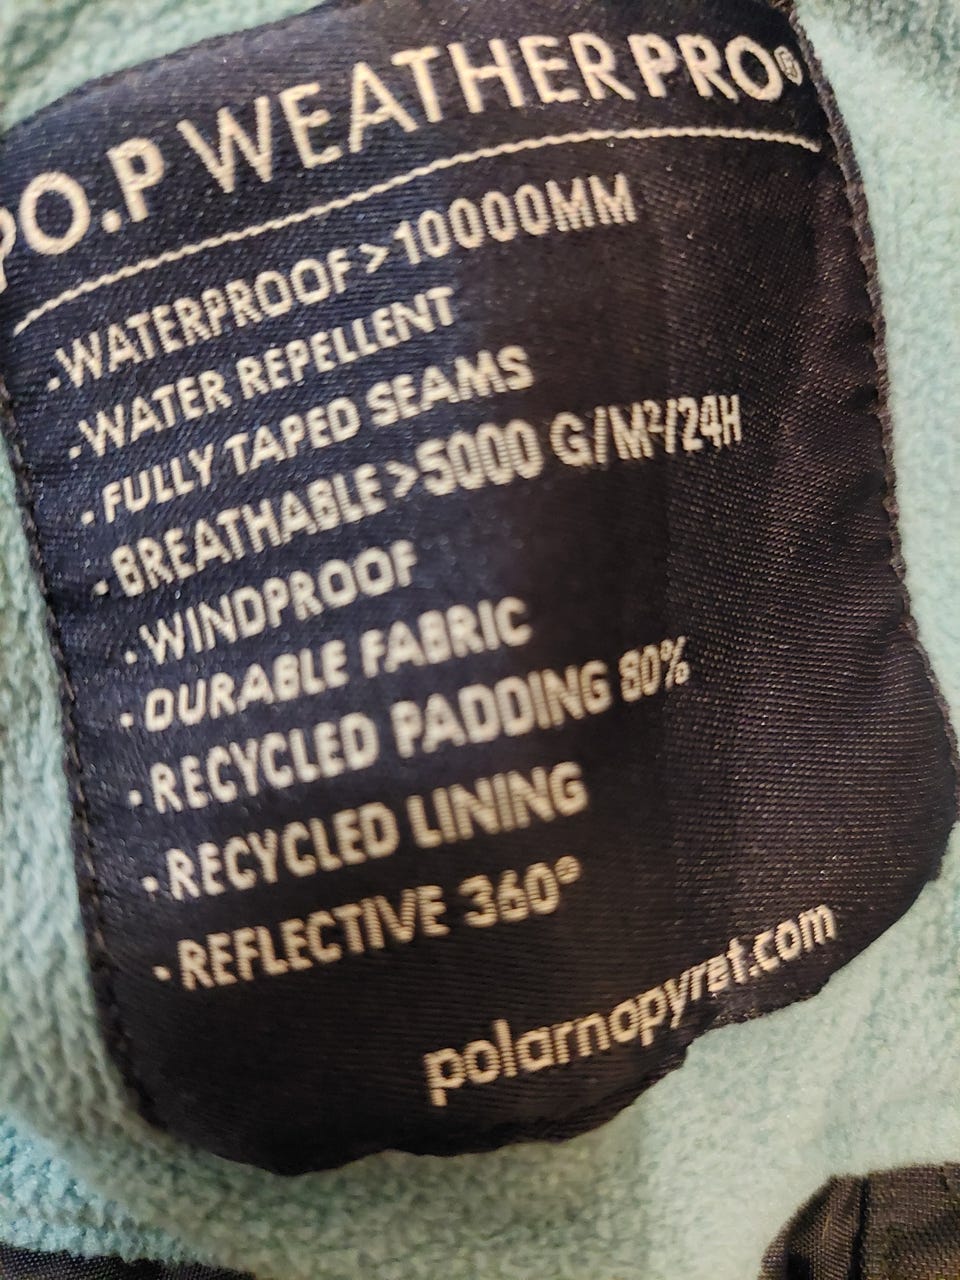 PO.P WEATHERPRO®
·WATERPROOF>10000MM
·WATER REPELLENT
·FULLY TAPED SEAMS
·BREATHABLE>5000 G/M²/24H
·WINDPROOF
·DURABLE FABRIC
·RECYCLED PADDING 80%
·RECYCLED LINING
·REFLECTIVE 360°
polarnopyret.com